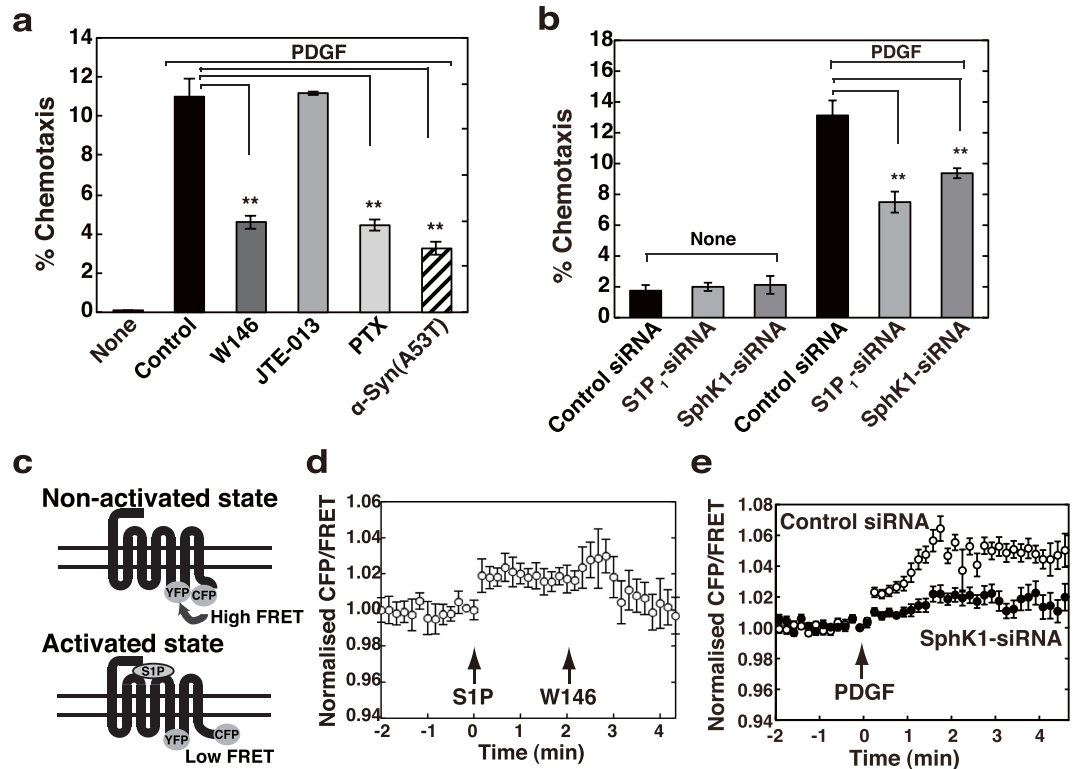 a
PDGF
% Chemotaxis
14
12
10
8
6
4
2
0
**
**
**
None
Control
W146
JTE-013
PTX
α-Syn(A53T)
b
PDGF
% Chemotaxis
18
16
14
12
10
8
6
4
2
0
None
**
**
Control siRNA
S1P1-siRNA
SphK1-siRNA
Control siRNA
S1P1-siRNA
SphK1-siRNA
c
Non-activated state
YFP
CFP
High FRET
Activated state
S1P
YFP
CFP
Low FRET
d
Normalised CFP/FRET
1.06
1.04
1.02
1.00
0.98
0.96
0.94
S1P
W146
-2 -1 0 1 2 3 4
Time (min)
e
Normalised CFP/FRET
1.08
1.06
1.04
1.02
1.00
0.98
0.96
0.94
Control siRNA
SphK1-siRNA
PDGF
-2 -1 0 1 2 3 4
Time (min)